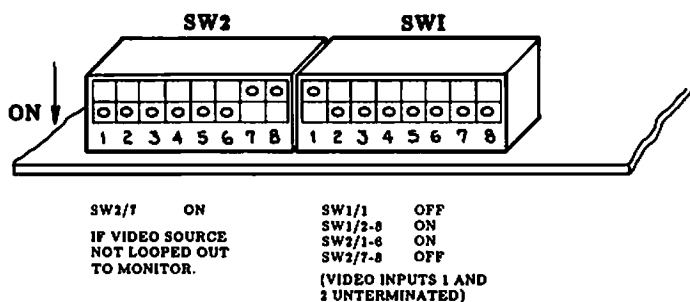 SW2 SWI
ON
1 2 3 4 5 6 7 8 1 2 3 4 5 6 7 8
SW2/7 ON
IF VIDEO SOURCE
NOT LOOPED OUT
TO MONITOR.
SW1/1 OFF
SW1/2-8 ON
SW2/1-6 ON
SW2/7-8 OFF
(VIDEO INPUTS 1 AND
2 UNTERMINATED)